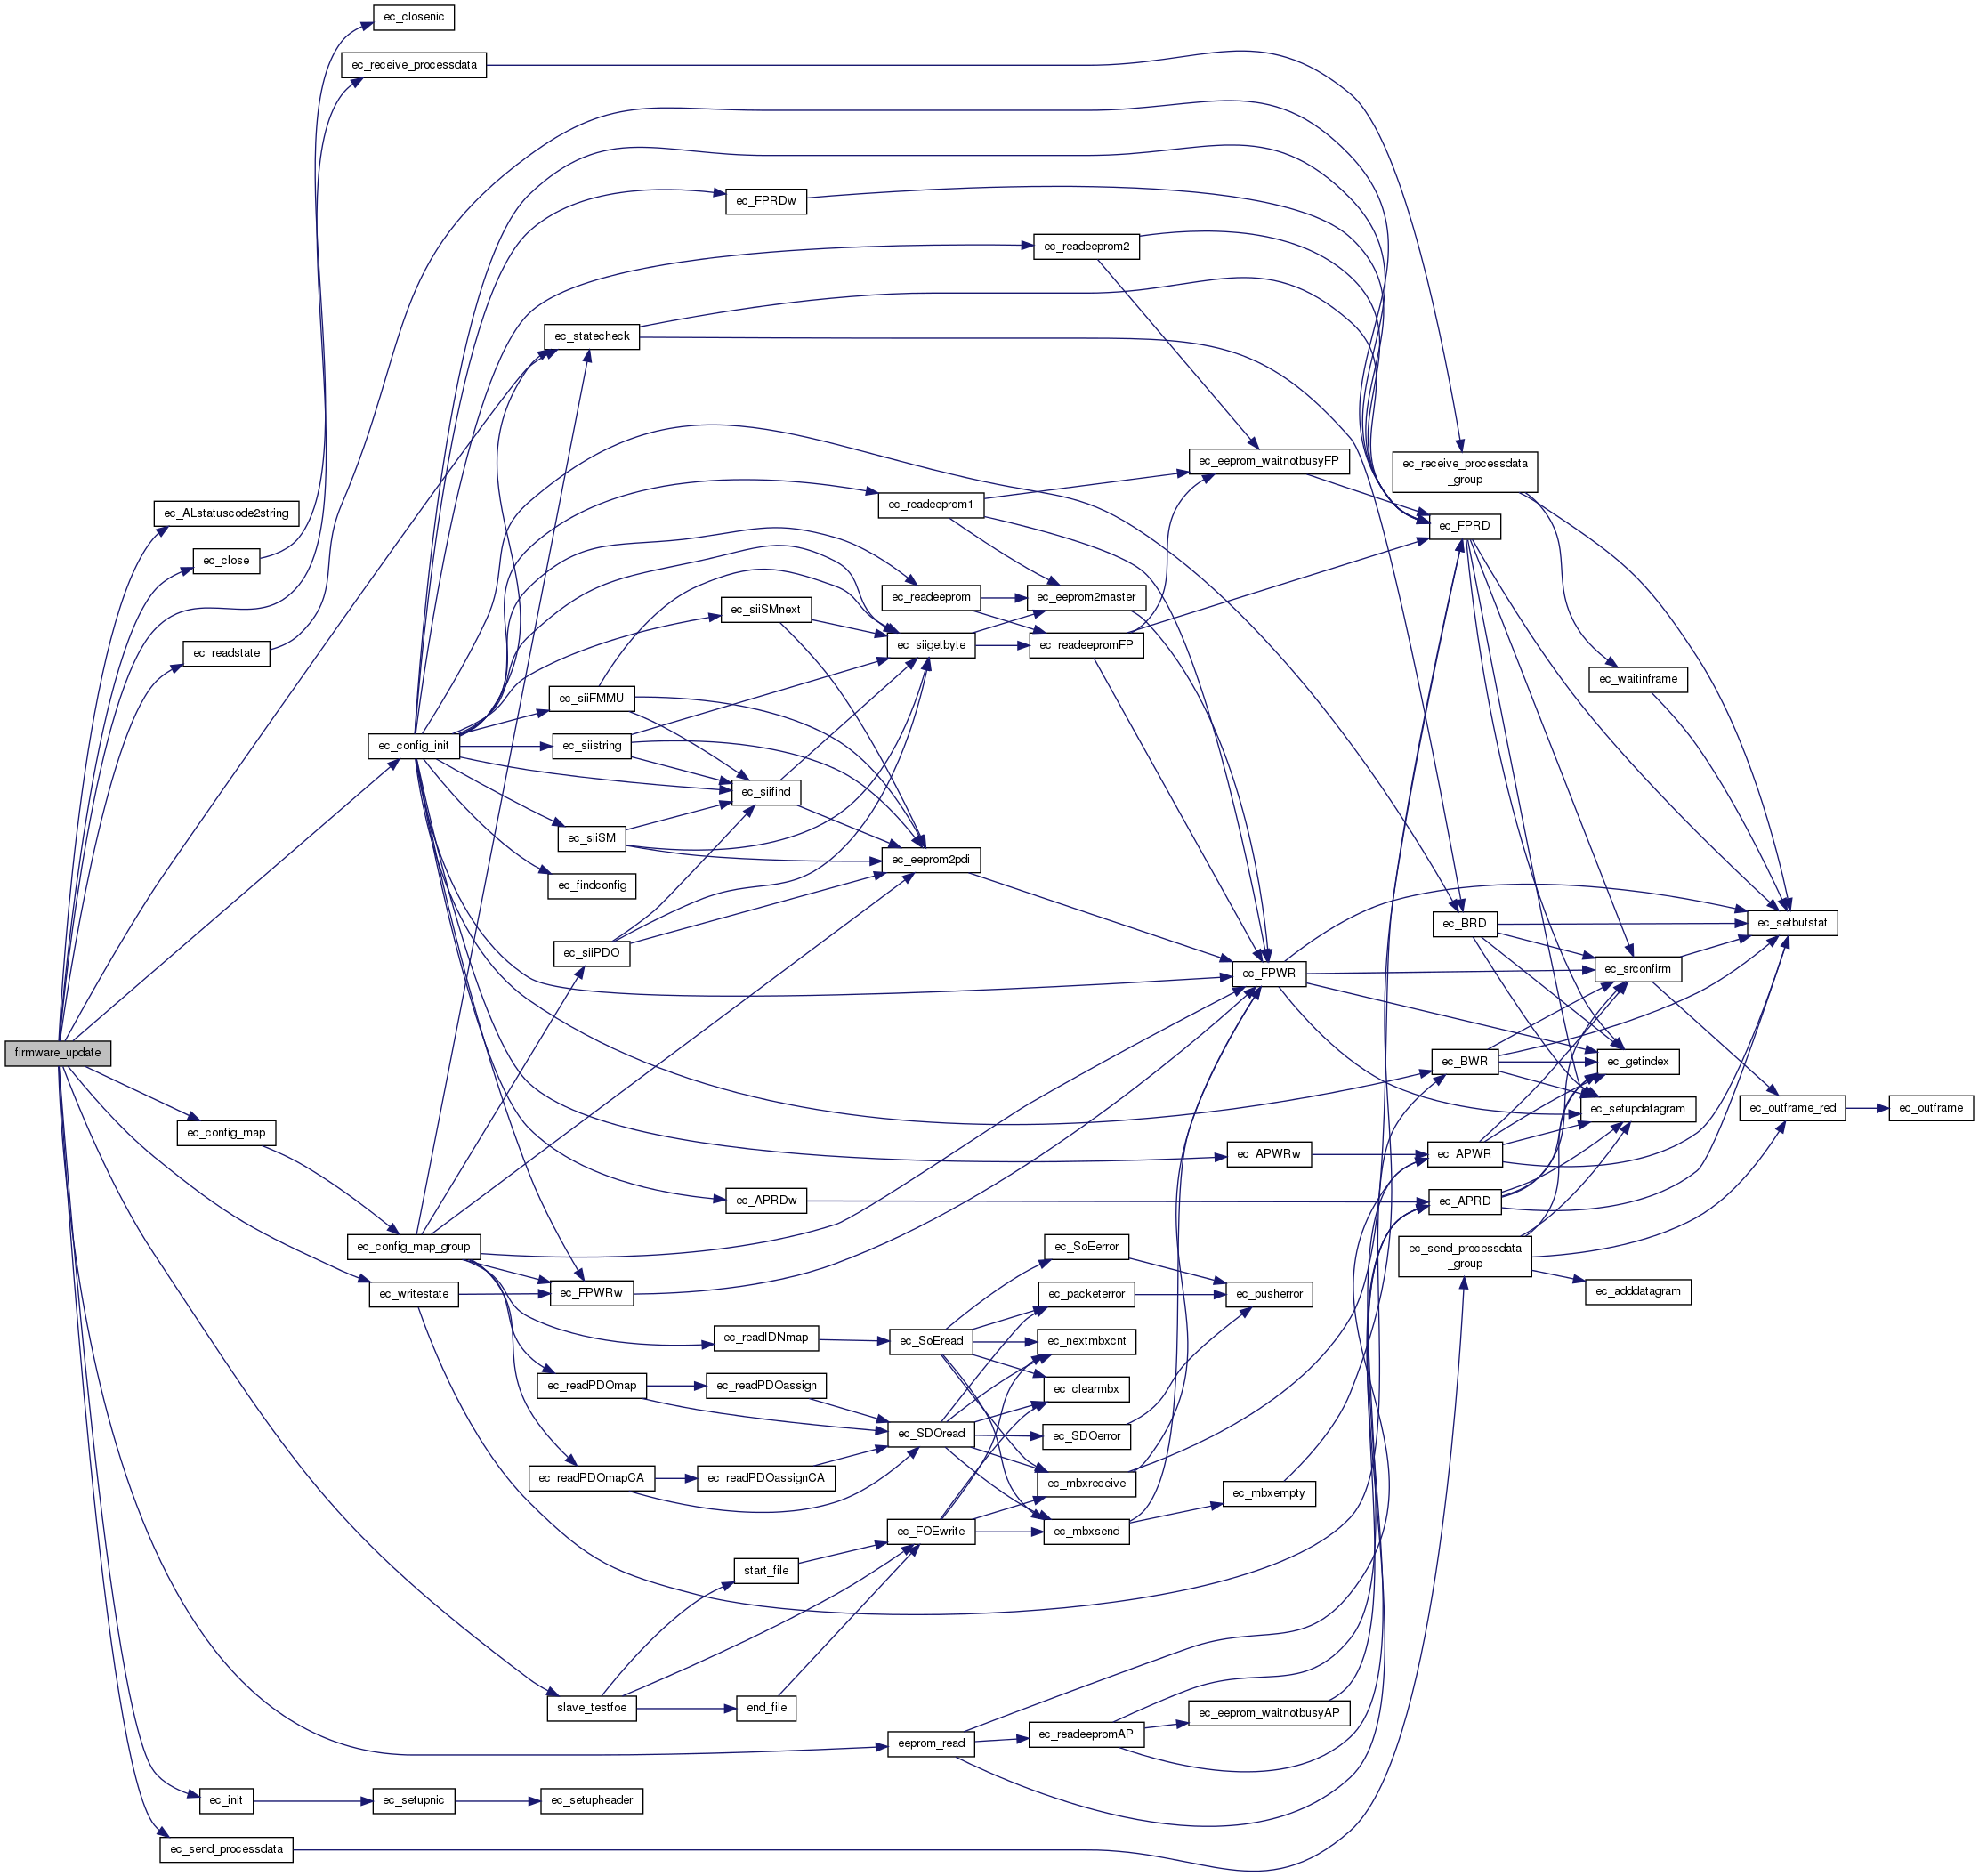 ec_closenic
ec_receive_processdata
ec_FPRDw
ec_readeeprom2
ec_statecheck
ec_eeprom_waitnotbusyFP
ec_receive_processdata
_group
ec_readeeprom1
ec_ALstatuscode2string
ec_FPRD
ec_close
ec_readeeprom
ec_eeprom2master
ec_siiSMnext
ec_siigetbyte
ec_readeepromFP
ec_readstate
ec_waitinframe
ec_siiFMMU
ec_config_init
ec_siistring
ec_siifind
ec_siiSM
ec_eeprom2pdi
ec_findconfig
ec_BRD
ec_setbufstat
ec_siiPDO
ec_FPWR
ec_srconfirm
firmware_update
ec_BWR
ec_getindex
ec_setupdatagram
ec_outframe_red
ec_outframe
ec_config_map
ec_APWRw
ec_APWR
ec_APRDw
ec_APRD
ec_config_map_group
ec_SoEerror
ec_send_processdata
_group
ec_writestate
ec_FPWRw
ec_packeterror
ec_pusherror
ec_adddatagram
ec_readIDNmap
ec_SoEread
ec_nextmbxcnt
ec_readPDOmap
ec_readPDOassign
ec_clearmbx
ec_SDOread
ec_SDOerror
ec_readPDOmapCA
ec_readPDOassignCA
ec_mbxreceive
ec_mbxempty
ec_FOEwrite
ec_mbxsend
start_file
slave_testfoe
end_file
ec_eeprom_waitnotbusyAP
eeprom_read
ec_readeepromAP
ec_init
ec_setupnic
ec_setupheader
ec_send_processdata